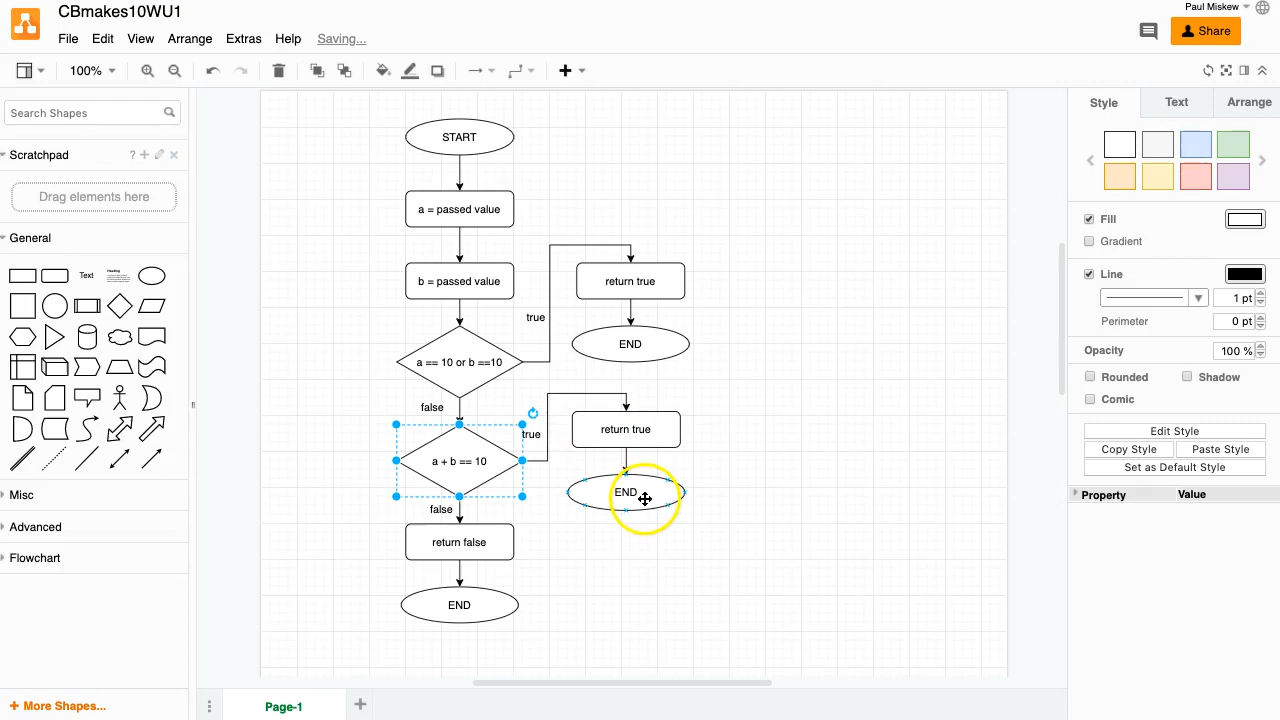 CBmakes10WU1
Paul Miskew
File Edit View Arrange Extras Help Saving...
Share
100%
Search Shapes
Scratchpad
?
Drag elements here
General
Text
Heading
Misc
Advanced
Flowchart
+ More Shapes...
START
a = passed value
b = passed value
return true
true
END
a == 10 or b ==10
false
true
return true
a + b == 10
END
false
return false
END
Page-1
Style Text Arrange
Fill
Gradient
Line
1 pt
Perimeter 0 pt
Opacity 100 %
Rounded Shadow
Comic
Edit Style
Copy Style Paste Style
Set as Default Style
Property Value